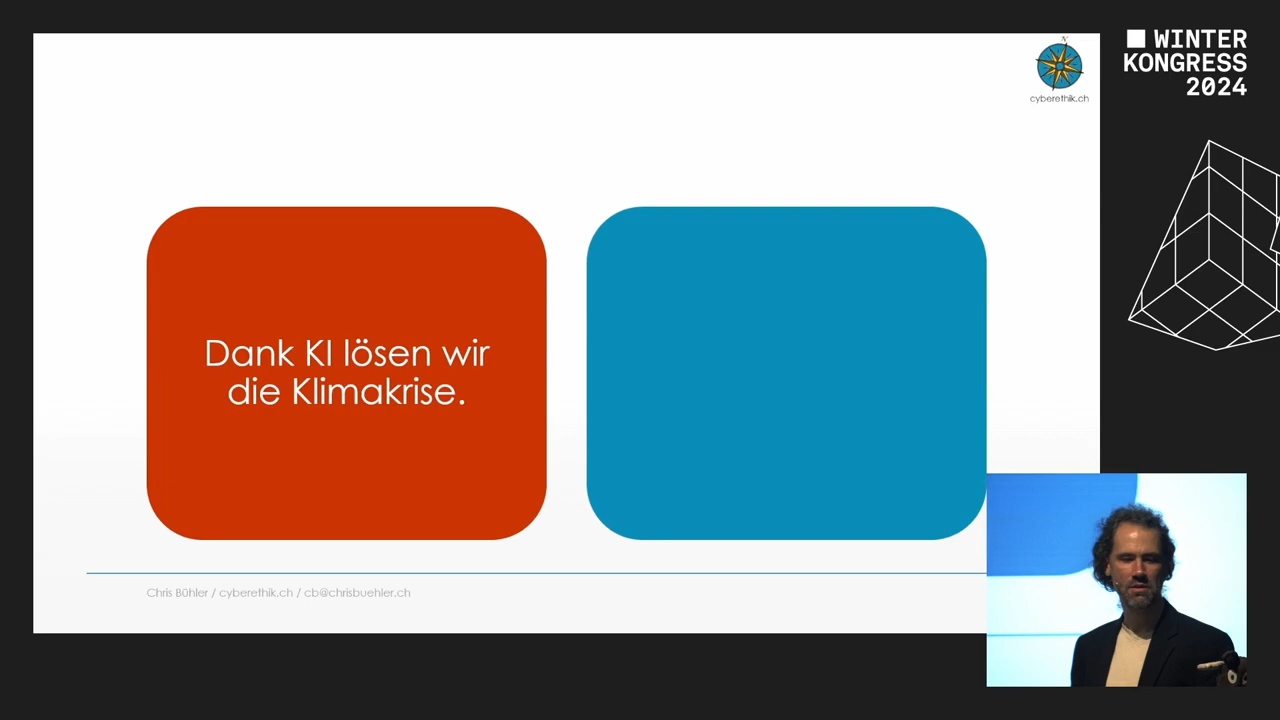 cyberethik.ch
WINTER
KONGRESS
2024
Dank KI lösen wir
die Klimakrise.
Chris Bühler / cyberethik.ch / cb@chrisbuehler.ch